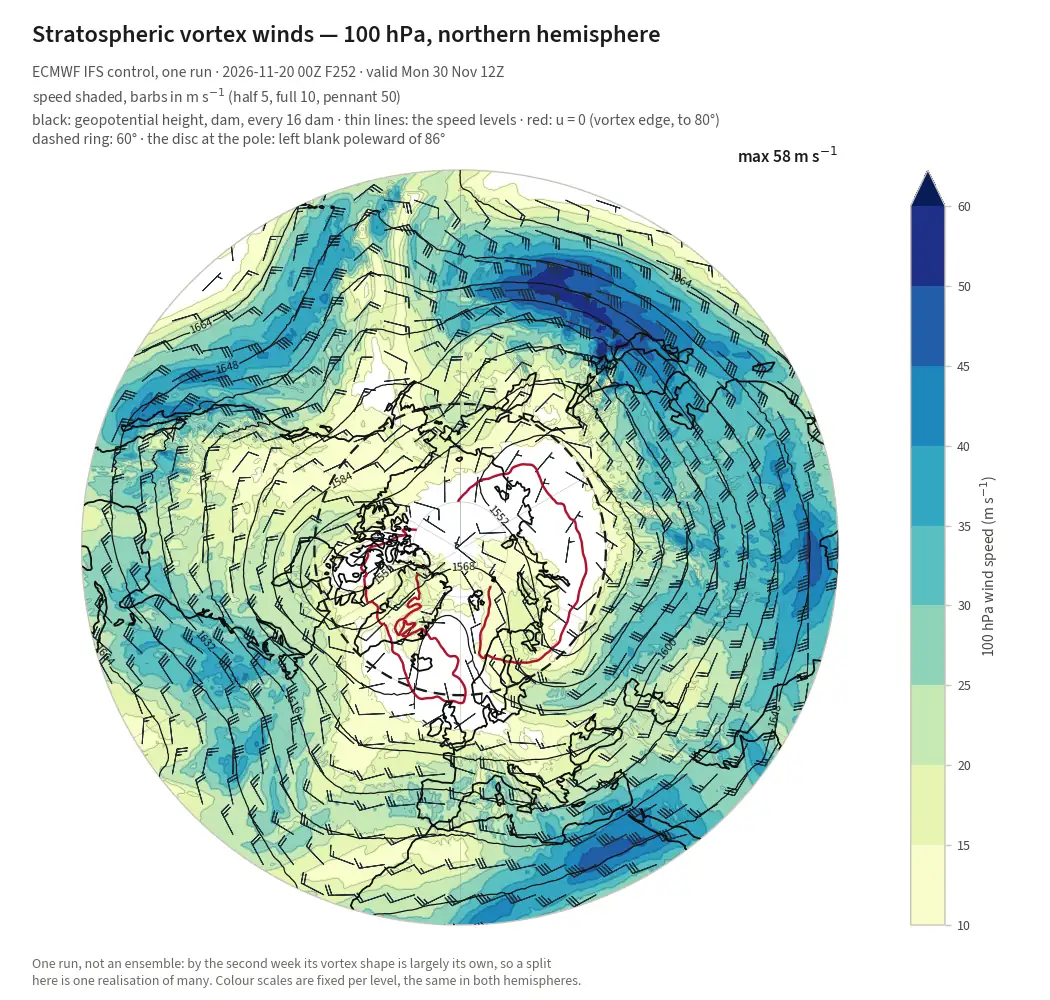 Stratospheric vortex winds — 100 hPa, northern hemisphere
ECMWF IFS control, one run · 2026-11-20 00Z F252 · valid Mon 30 Nov 12Z
speed shaded, barbs in m s⁻¹ (half 5, full 10, pennant 50)
black: geopotential height, dam, every 16 dam · thin lines: the speed levels · red: u = 0 (vortex edge, to 80°)
dashed ring: 60° · the disc at the pole: left blank poleward of 86°
max 58 m s⁻¹
1664
1664
1648
1584
1552
1568
1632
1600
1616
1648
60
50
45
40
35
30
25
20
15
10
100 hPa wind speed (m s⁻¹)
One run, not an ensemble: by the second week its vortex shape is largely its own, so a split
here is one realisation of many. Colour scales are fixed per level, the same in both hemispheres.